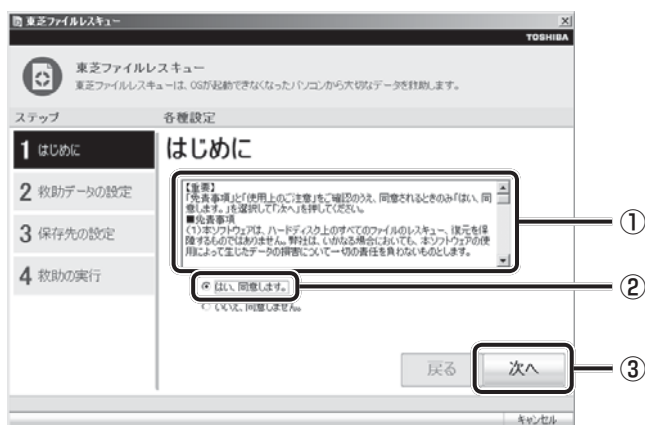 東芝ファイルレスキュー
TOSHIBA
東芝ファイルレスキュー
東芝ファイルレスキューは、OSが起動できなくなったパソコンから大切なデータを救助します。
ステップ
各種設定
1 はじめに
2 救助データの設定
3 保存先の設定
4 救助の実行
はじめに
【重要】
「免責事項」と「使用上のご注意」をご確認のうえ、同意されるときのみ「はい、同
意します。」を選択して「次へ」を押してください。
■免責事項
(1)本ソフトウェアは、ハードディスク上のすべてのファイルのレスキュー、復元を保
障するものではありません。弊社は、いかなる場合においても、本ソフトウェアの使
用によって生じたデータの損害について一切の責任を負わないものとします。
①
はい、同意します。
②
いいえ、同意しません。
戻る
次へ
③
キャンセル